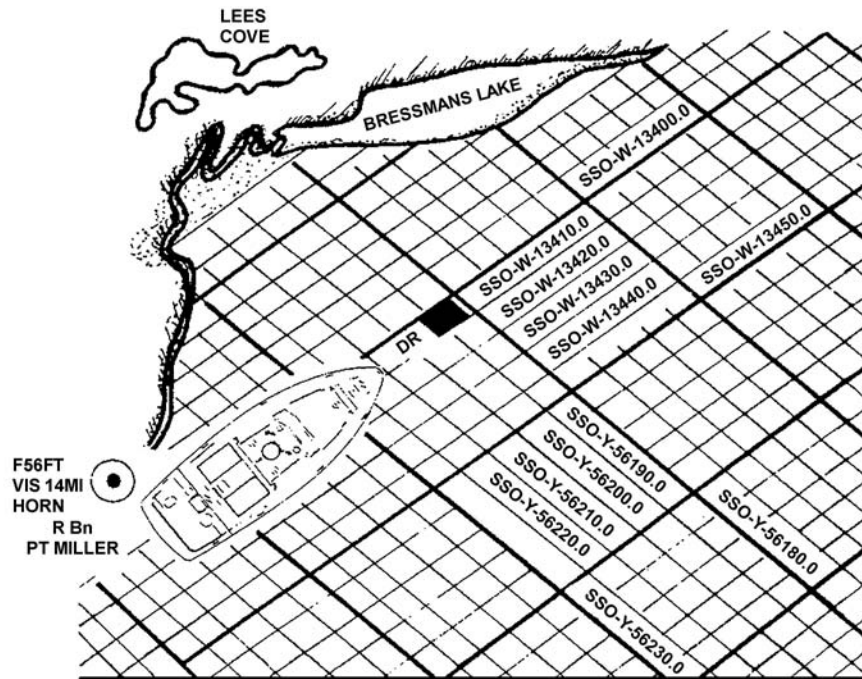 LEES
COVE
BRESSMANS LAKE
SSO-W-13400.0
SSO-W-13410.0
SSO-W-13420.0
SSO-W-13430.0
SSO-W-13440.0
SSO-W-13450.0
DR
SSO-Y-56190.0
SSO-Y-56200.0
SSO-Y-56210.0
SSO-Y-56220.0
SSO-Y-56180.0
SSO-Y-56230.0
F56FT
VIS 14MI
HORN
R Bn
PT MILLER